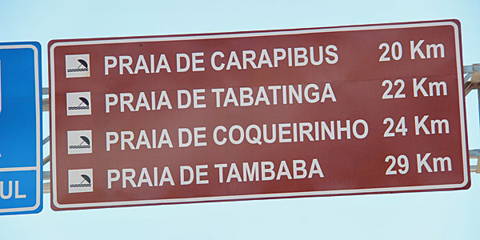 PRAIA DE CARAPIBUS 20 Km
PRAIA DE TABATINGA 22 Km
PRAIA DE COQUEIRINHO 24 Km
PRAIA DE TAMBABA 29 Km
UL